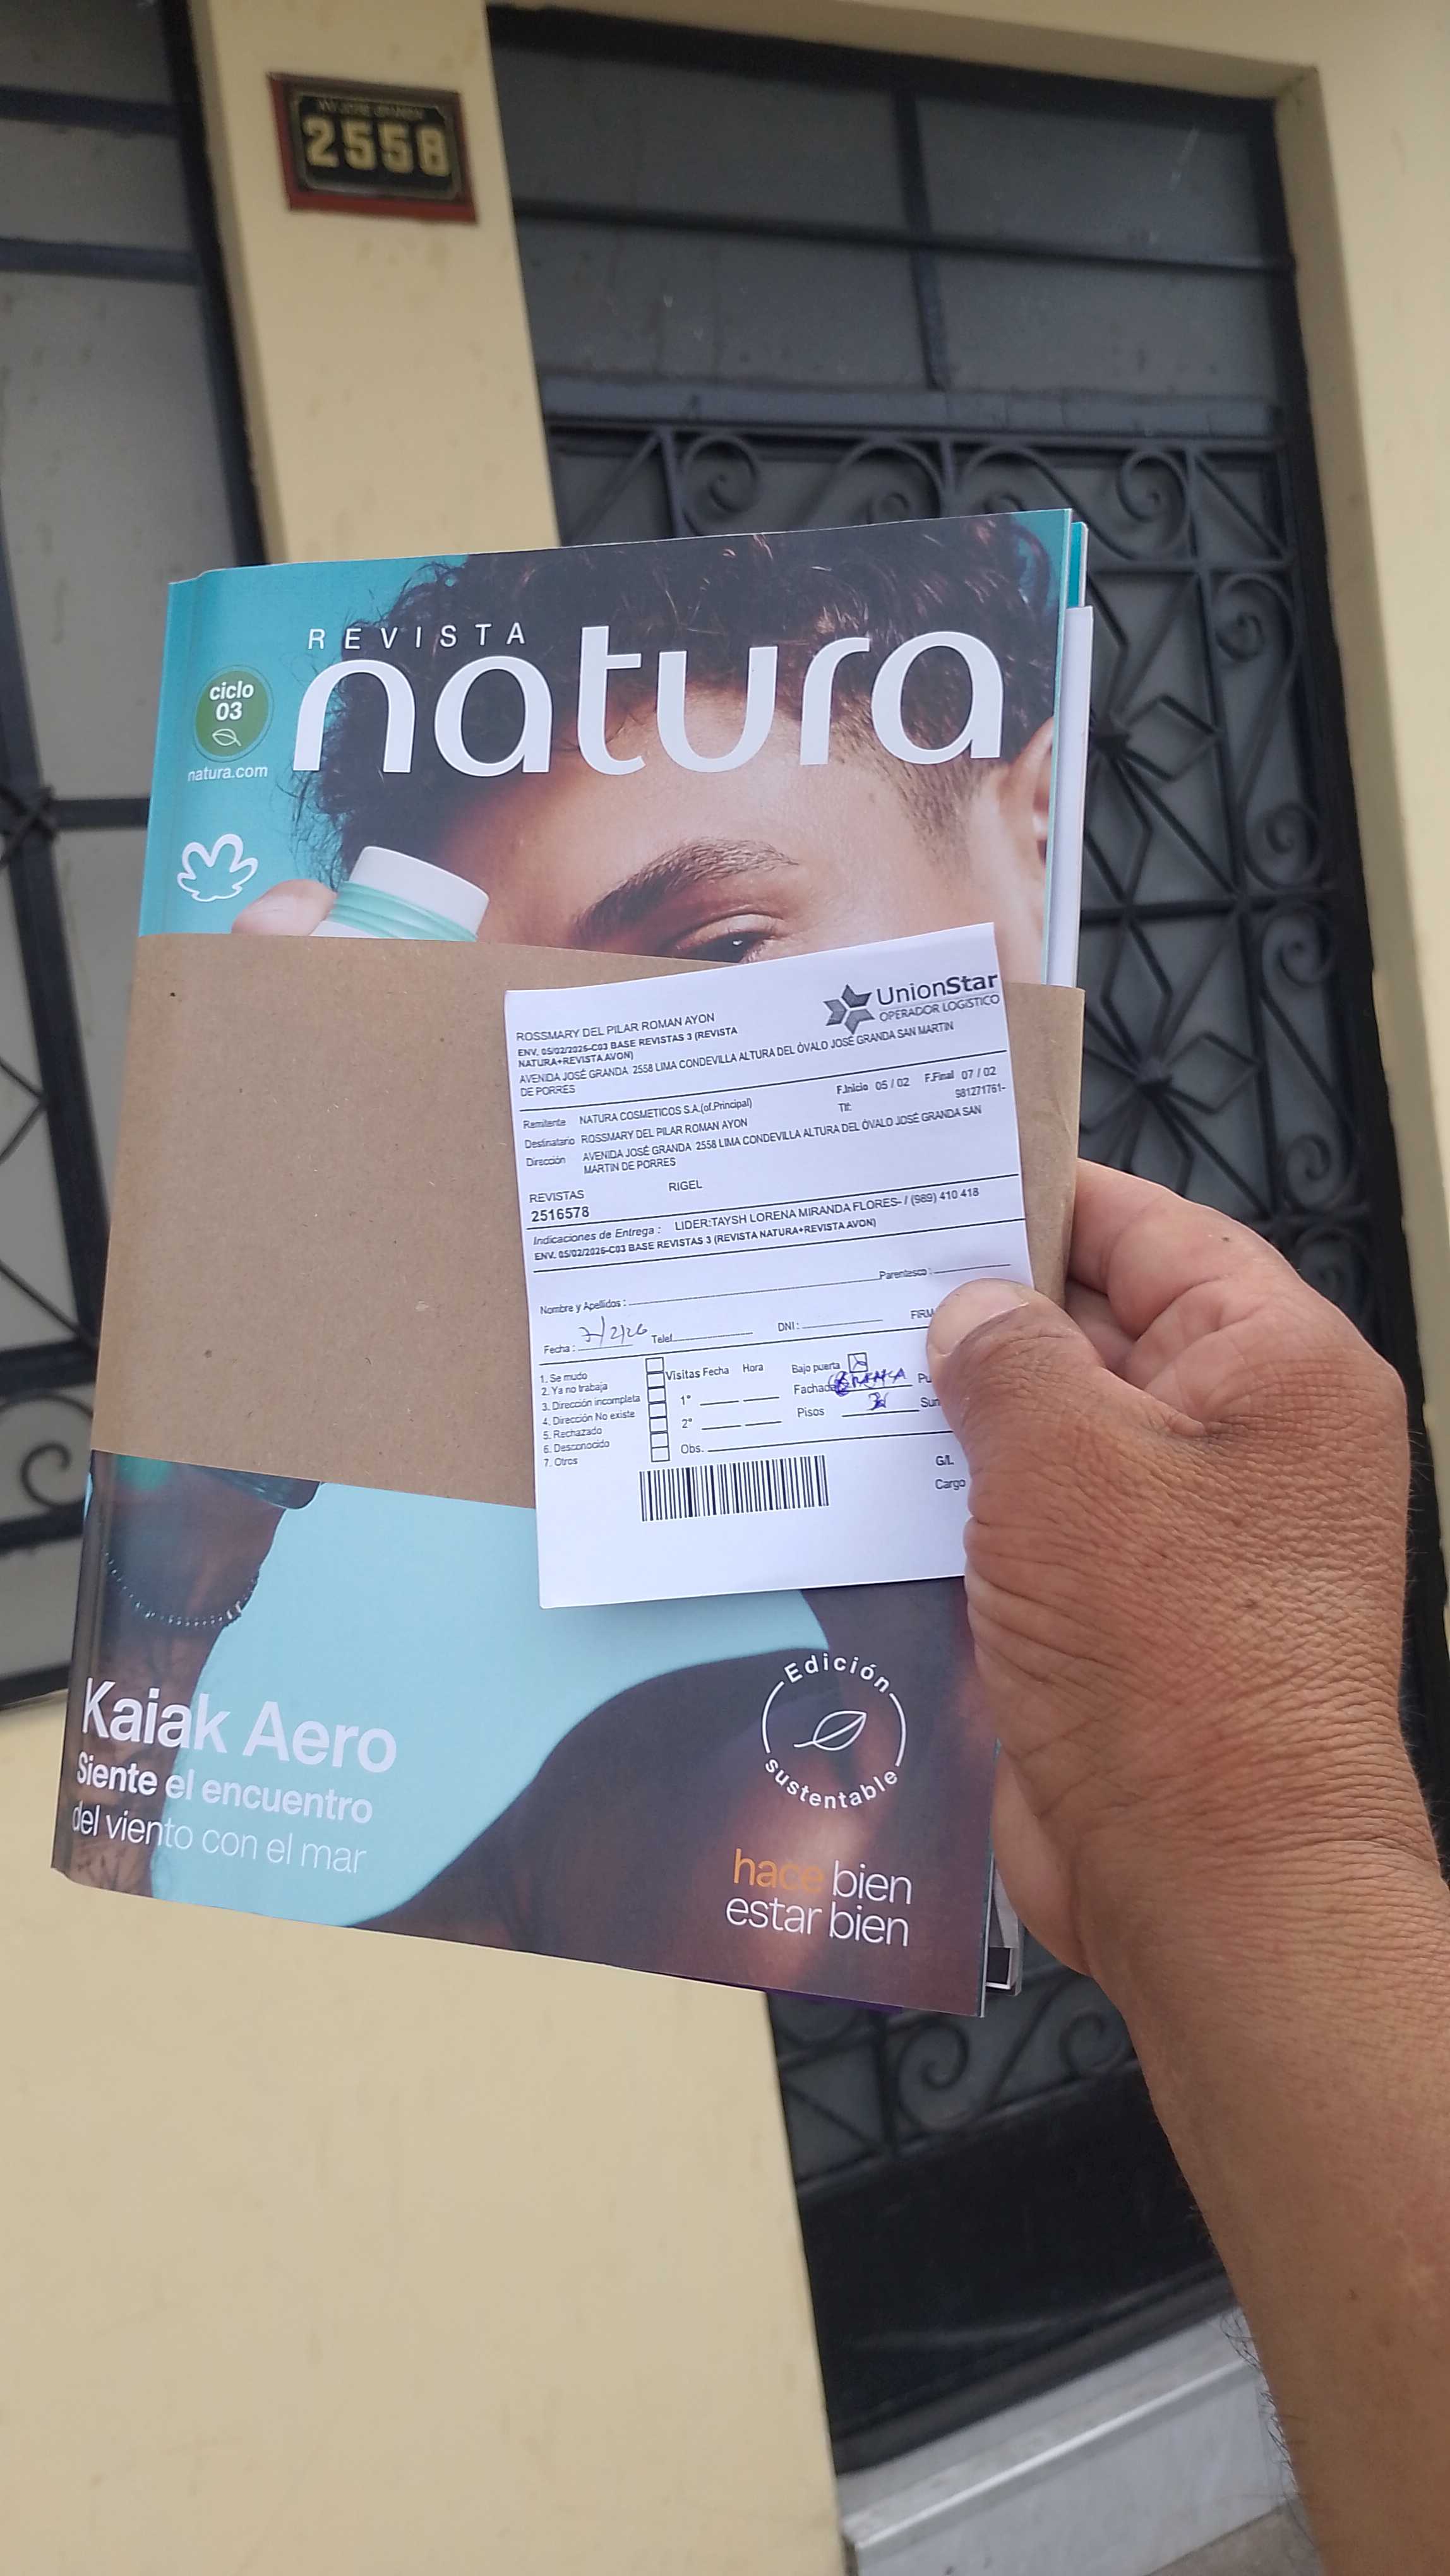 AV. JOSE GRANDA
2558
REVISTA
natura
ciclo
03
natura.com
UnionStar
OPERADOR LOGíSTICO
ROSSMARY DEL PILAR ROMAN AYON
ENV. 05/02/2026-C03 BASE REVISTAS 3 (REVISTA
NATURA+REVISTA AVON)
AVENIDA JOSÉ GRANDA 2558 LIMA CONDEVILLA ALTURA DEL ÓVALO JOSÉ GRANDA SAN MARTIN
DE PORRES
F.Inicio 05 / 02 F.Final 07 / 02
Remitente NATURA COSMETICOS S.A.(of.Principal)
Tlf: 981271761-
Destinatario ROSSMARY DEL PILAR ROMAN AYON
Dirección AVENIDA JOSÉ GRANDA 2558 LIMA CONDEVILLA ALTURA DEL ÓVALO JOSÉ GRANDA SAN
MARTIN DE PORRES
REVISTAS RIGEL
2516578
Indicaciones de Entrega : LIDER:TAYSH LORENA MIRANDA FLORES- / (989) 410 418
ENV. 05/02/2026-C03 BASE REVISTAS 3 (REVISTA NATURA+REVISTA AVON)
Nombre y Apellidos : Parentesco :
Fecha : 7/2/26 Telef. DNI : FIRM
1. Se mudo
2. Ya no trabaja
3. Dirección incompleta
4. Dirección No existe
5. Rechazado
6. Desconocido
7. Otros
Visitas Fecha Hora
1°
2°
Obs.
Bajo puerta
Fachada Pu
Pisos Sum
G/L
Cargo
Kaiak Aero
Siente el encuentro
del viento con el mar
Edición
sustentable
hace bien
estar bien